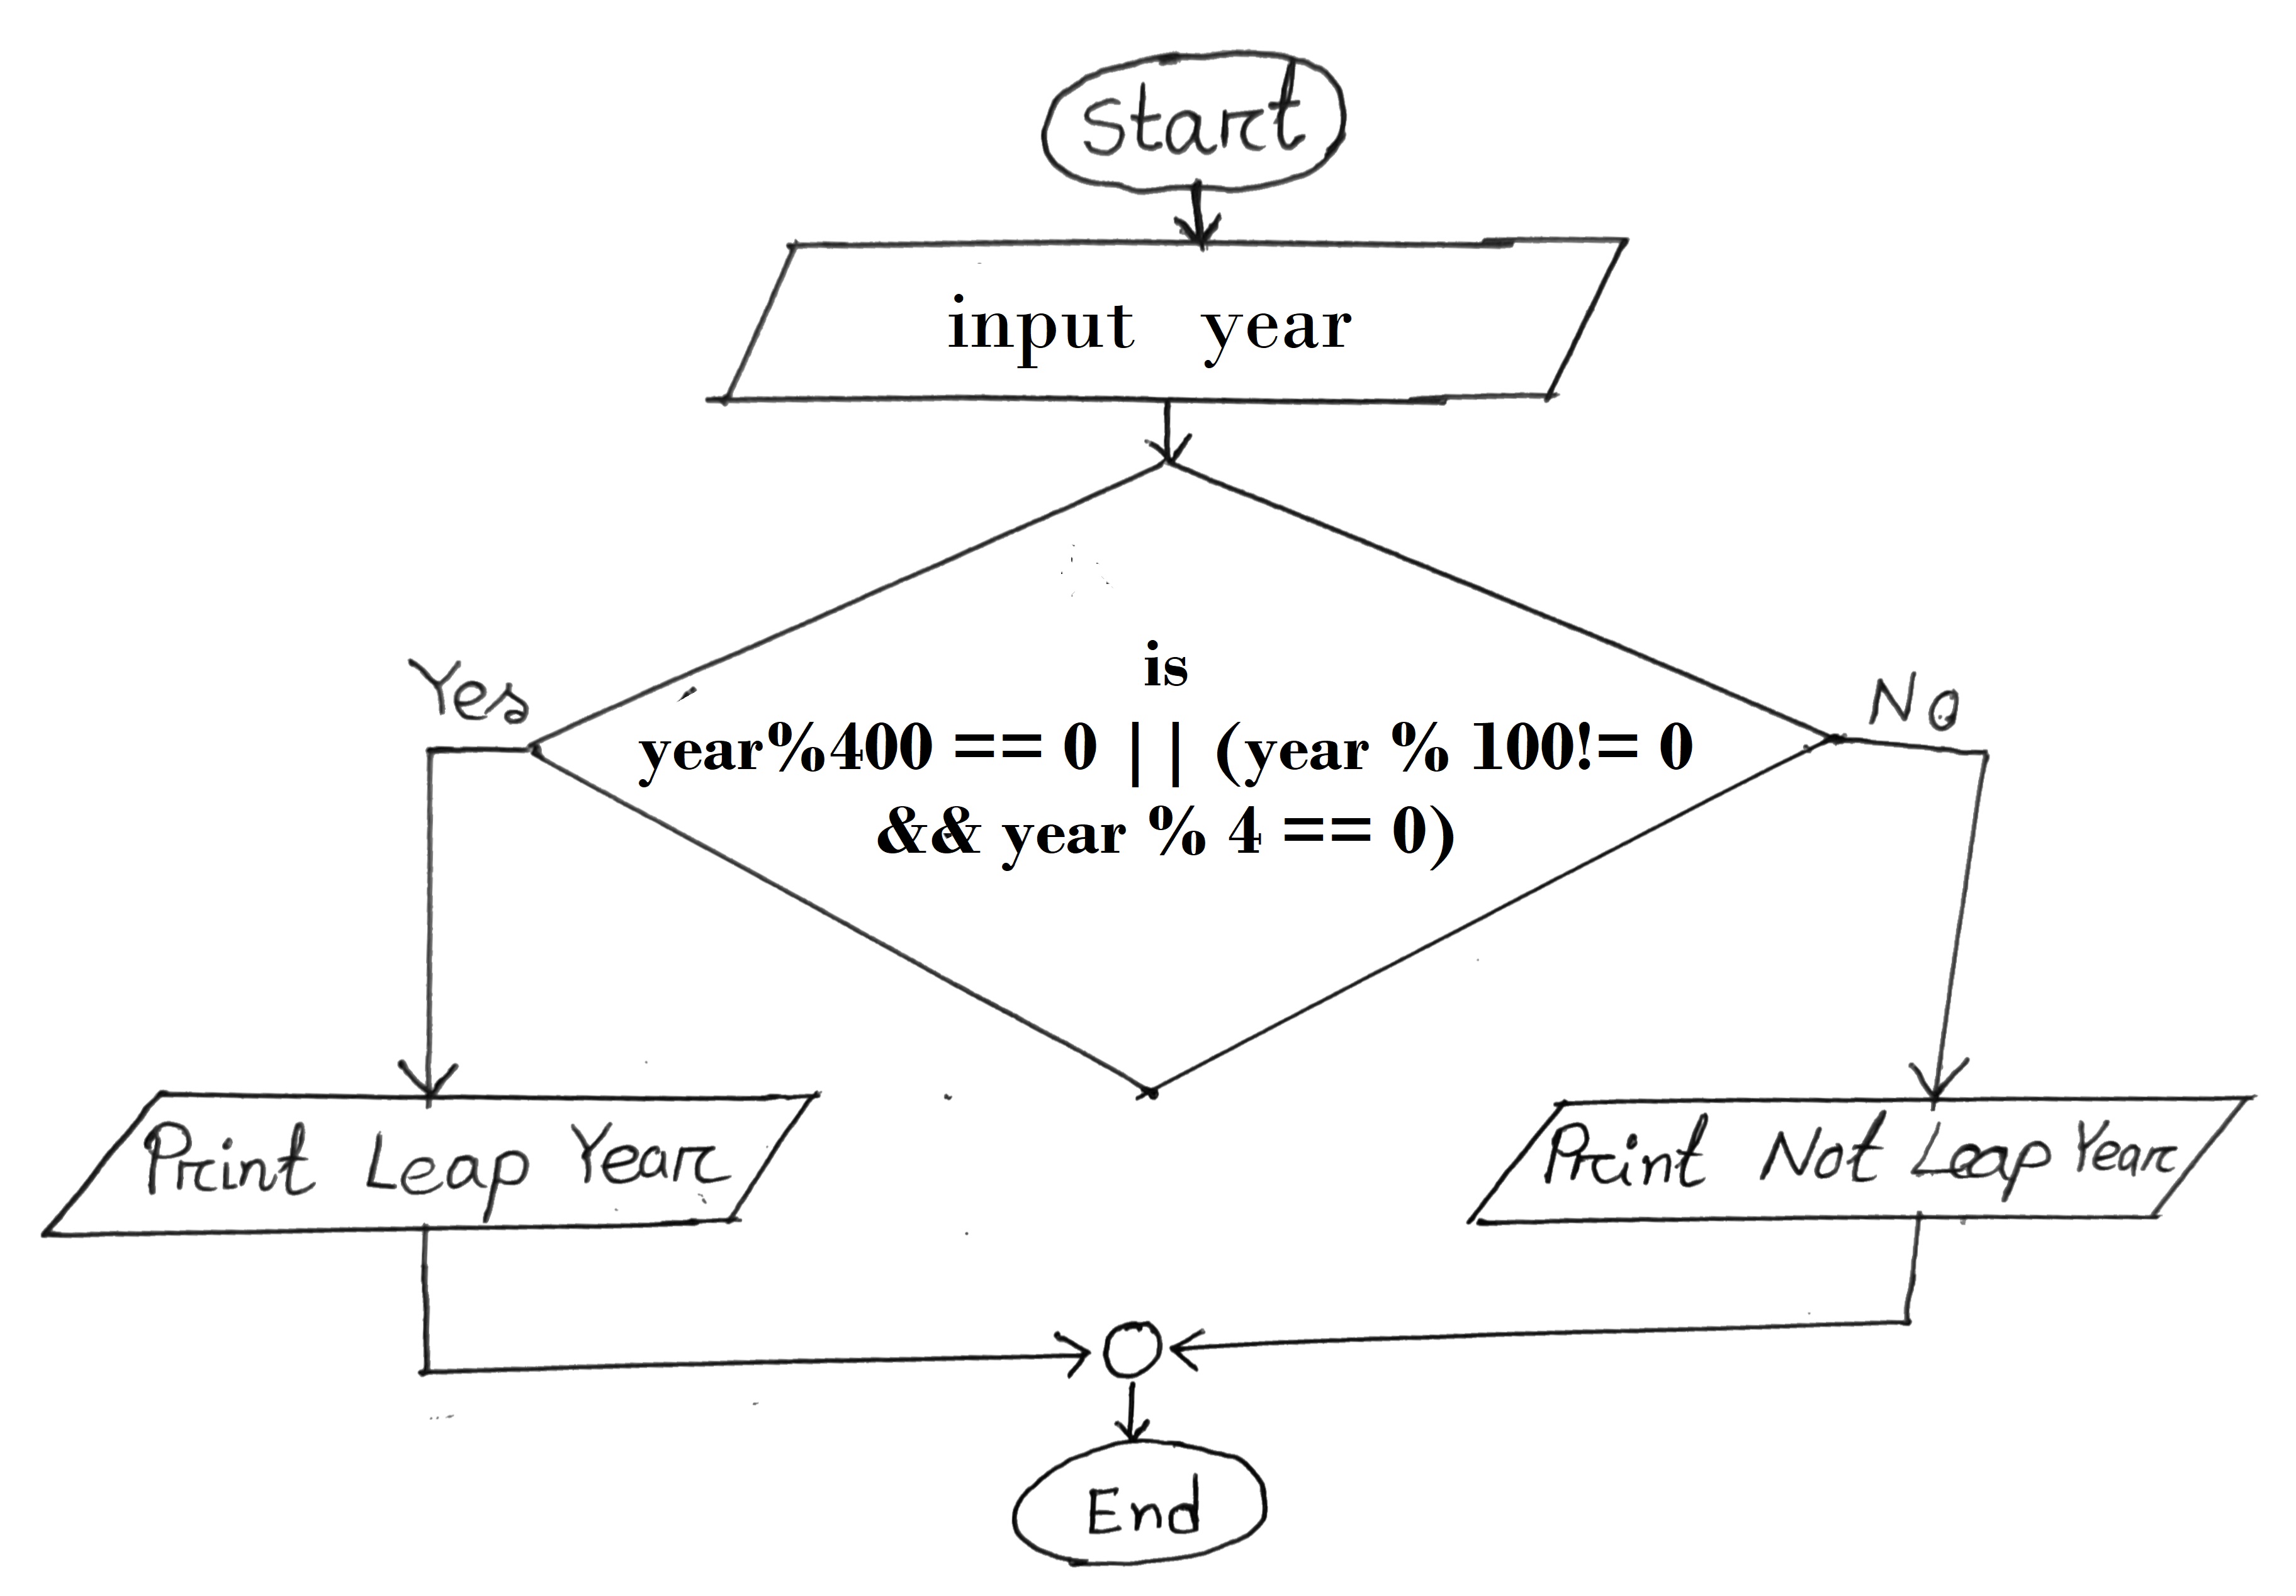 Start
input year
is
year%400 == 0 || (year % 100!= 0
&& year % 4 == 0)
Yes
No
Print Leap Year
Print Not Leap Year
End